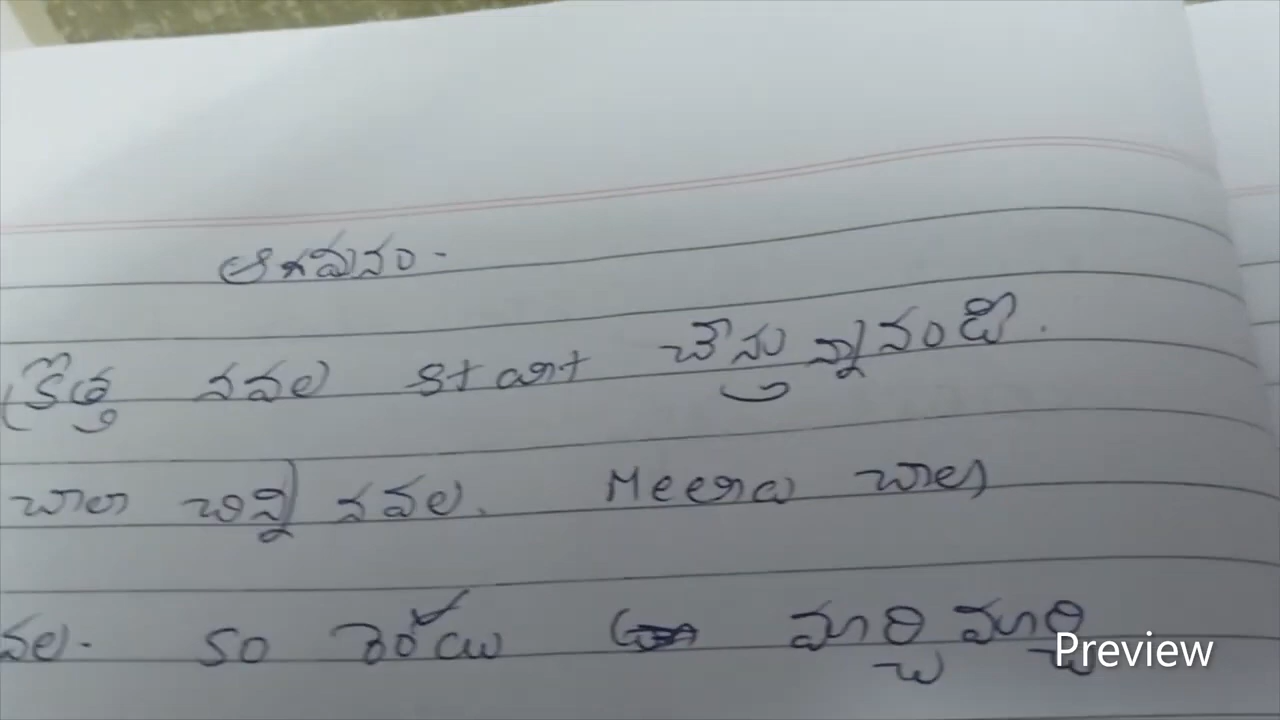 ఆగమనం.
కొత్త నవల start చేస్తున్నానండి.
చాలా చిన్న నవల. చాలా
వల. so మార్చి మార్చి
Preview